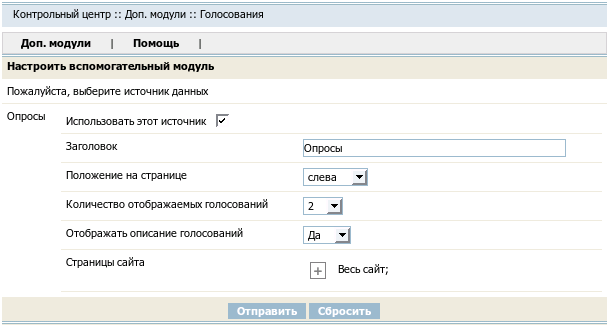 Контрольный центр :: Доп. модули :: Голосования
Доп. модули | Помощь |
Настроить вспомогательный модуль
Пожалуйста, выберите источник данных
Опросы Использовать этот источник
Заголовок Опросы
Положение на странице слева
Количество отображаемых голосований 2
Отображать описание голосований Да
Страницы сайта + Весь сайт;
Отправить Сбросить